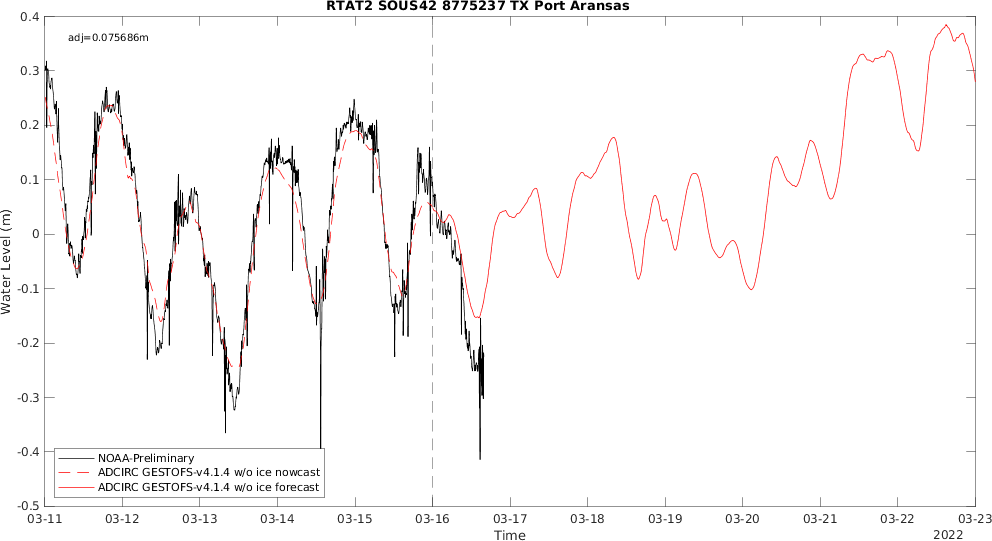 RTAT2 SOUS42 8775237 TX Port Aransas
adj=0.075686m
0.4
0.3
0.2
0.1
0
-0.1
-0.2
-0.3
-0.4
-0.5
Water Level (m)
NOAA-Preliminary
ADCIRC GESTOFS-v4.1.4 w/o ice nowcast
ADCIRC GESTOFS-v4.1.4 w/o ice forecast
03-11 03-12 03-13 03-14 03-15 03-16 03-17 03-18 03-19 03-20 03-21 03-22 03-23
Time
2022